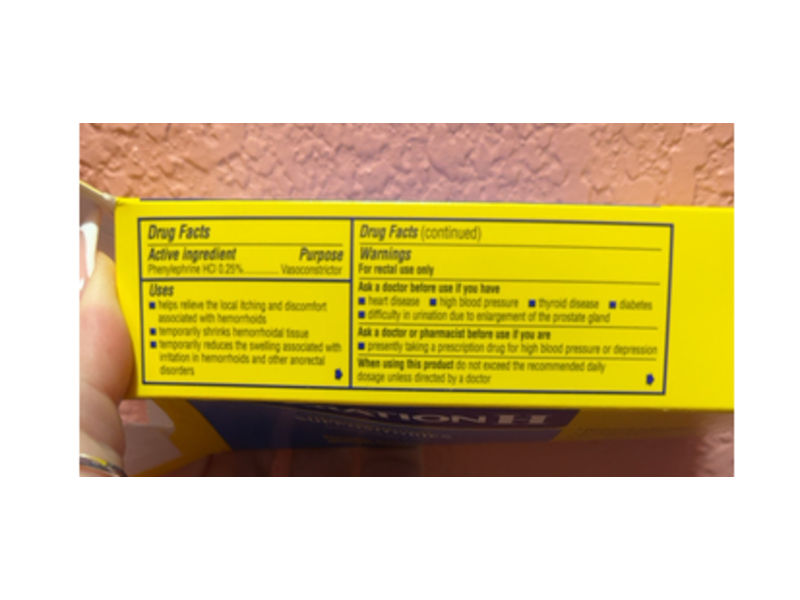 Drug Facts
Active ingredient Purpose
Phenylephrine HCl 0.25%............ Vasoconstrictor
Uses
■ helps relieve the local itching and discomfort
associated with hemorrhoids
■ temporarily shrinks hemorrhoidal tissue
■ temporarily reduces the swelling associated with
irritation in hemorrhoids and other anorectal
disorders
Drug Facts (continued)
Warnings
For rectal use only
Ask a doctor before use if you have
■ heart disease ■ high blood pressure ■ thyroid disease ■ diabetes
■ difficulty in urination due to enlargement of the prostate gland
Ask a doctor or pharmacist before use if you are
■ presently taking a prescription drug for high blood pressure or depression
When using this product do not exceed the recommended daily
dosage unless directed by a doctor
RATION H
SUPPOSITORIES